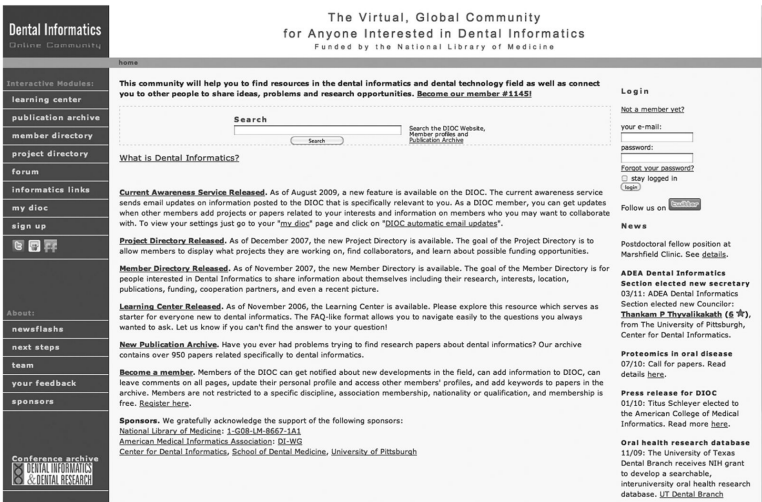 Dental Informatics
Online Community
The Virtual, Global Community
for Anyone Interested in Dental Informatics
Funded by the National Library of Medicine
home
Interactive Modules:
learning center
publication archive
member directory
project directory
forum
informatics links
my dioc
sign up
About:
newsflashs
next steps
team
your feedback
sponsors
Conference archive
DENTAL INFORMATICS
& DENTAL RESEARCH
This community will help you to find resources in the dental informatics and dental technology field as well as connect
you to other people to share ideas, problems and research opportunities. Become our member #1145!
Search
Search
Search the DIOC Website,
Member profiles and
Publication Archive
What is Dental Informatics?
Current Awareness Service Released. As of August 2009, a new feature is available on the DIOC. The current awareness service
sends email updates on information posted to the DIOC that is specifically relevant to you. As a DIOC member, you can get updates
when other members add projects or papers related to your interests and information on members who you may want to collaborate
with. To view your settings just go to your "my dioc" page and click on "DIOC automatic email updates".
Project Directory Released. As of December 2007, the new Project Directory is available. The goal of the Project Directory is to
allow members to display what projects they are working on, find collaborators, and learn about possible funding opportunities.
Member Directory Released. As of November 2007, the new Member Directory is available. The goal of the Member Directory is for
people interested in Dental Informatics to share information about themselves including their research, interests, location,
publications, funding, cooperation partners, and even a recent picture.
Learning Center Released. As of November 2006, the Learning Center is available. Please explore this resource which serves as
starter for everyone new to dental informatics. The FAQ-like format allows you to navigate easily to the questions you always
wanted to ask. Let us know if you can't find the answer to your question!
New Publication Archive. Have you ever had problems trying to find research papers about dental informatics? Our archive
contains over 950 papers related specifically to dental informatics.
Become a member. Members of the DIOC can get notified about new developments in the field, can add information to DIOC, can
leave comments on all pages, update their personal profile and access other members' profiles, and add keywords to papers in the
archive. Members are not restricted to a specific discipline, association membership, nationality or qualification, and membership is
free. Register here.
Sponsors. We gratefully acknowledge the support of the following sponsors:
National Library of Medicine: 1-G08-LM-8667-1A1
American Medical Informatics Association: DI-WG
Center for Dental Informatics, School of Dental Medicine, University of Pittsburgh
Login
Not a member yet?
your e-mail:
password:
Forgot your password?
stay logged in
login
Follow us on twitter
News
Postdoctoral fellow position at
Marshfield Clinic. See details.
ADEA Dental Informatics
Section elected new secretary
03/11: ADEA Dental Informatics
Section elected new Councilor:
Thankam P Thyvalikakath (6 ★),
from The University of Pittsburgh,
Center for Dental Informatics.
Proteomics in oral disease
07/10: Call for papers. Read
details here.
Press release for DIOC
01/10: Titus Schleyer elected to
the American College of Medical
Informatics. Read more here.
Oral health research database
11/09: The University of Texas
Dental Branch receives NIH grant
to develop a searchable,
interuniversity oral health research
database. UT Dental Branch